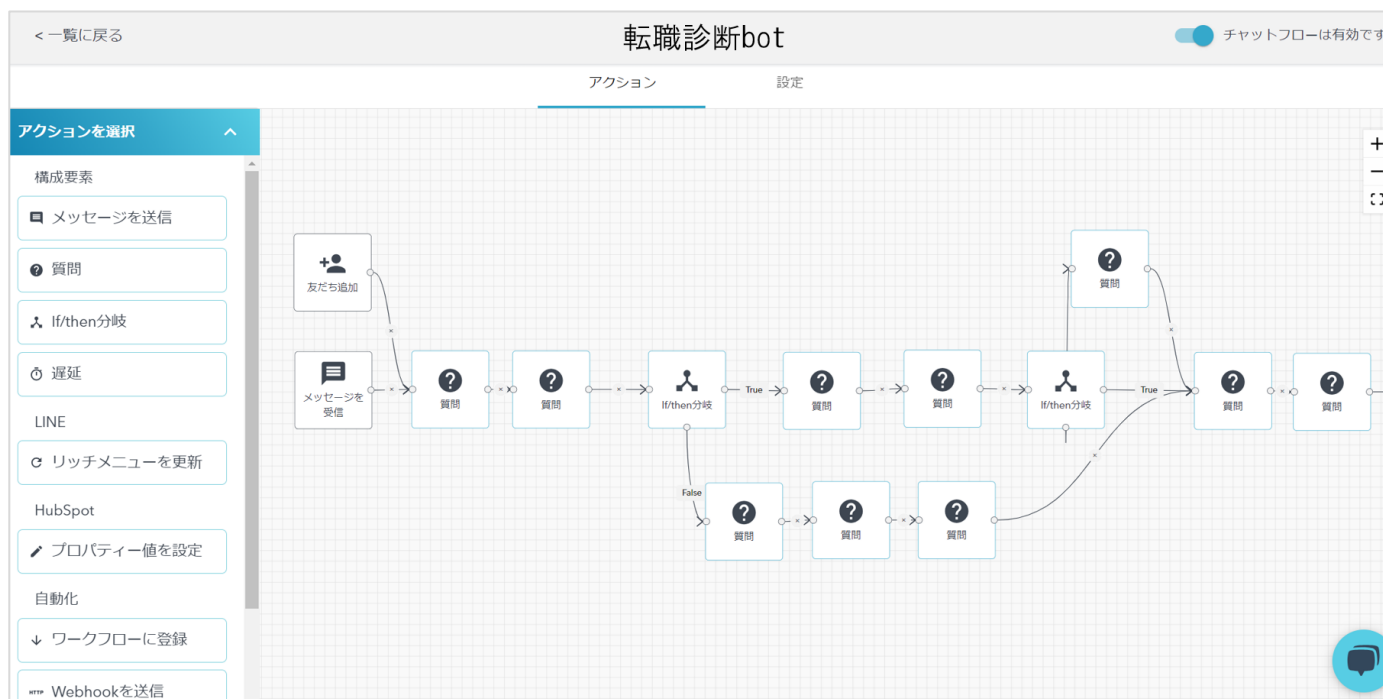 < 一覧に戻る
転職診断bot
チャットフローは有効です
アクション
設定
アクションを選択
構成要素
メッセージを送信
質問
If/then分岐
遅延
LINE
リッチメニューを更新
HubSpot
プロパティー値を設定
自動化
ワークフローに登録
HTTP Webhookを送信
友だち追加
メッセージを
受信
質問
質問
If/then分岐
True
質問
質問
If/then分岐
True
質問
質問
質問
False
質問
質問
質問